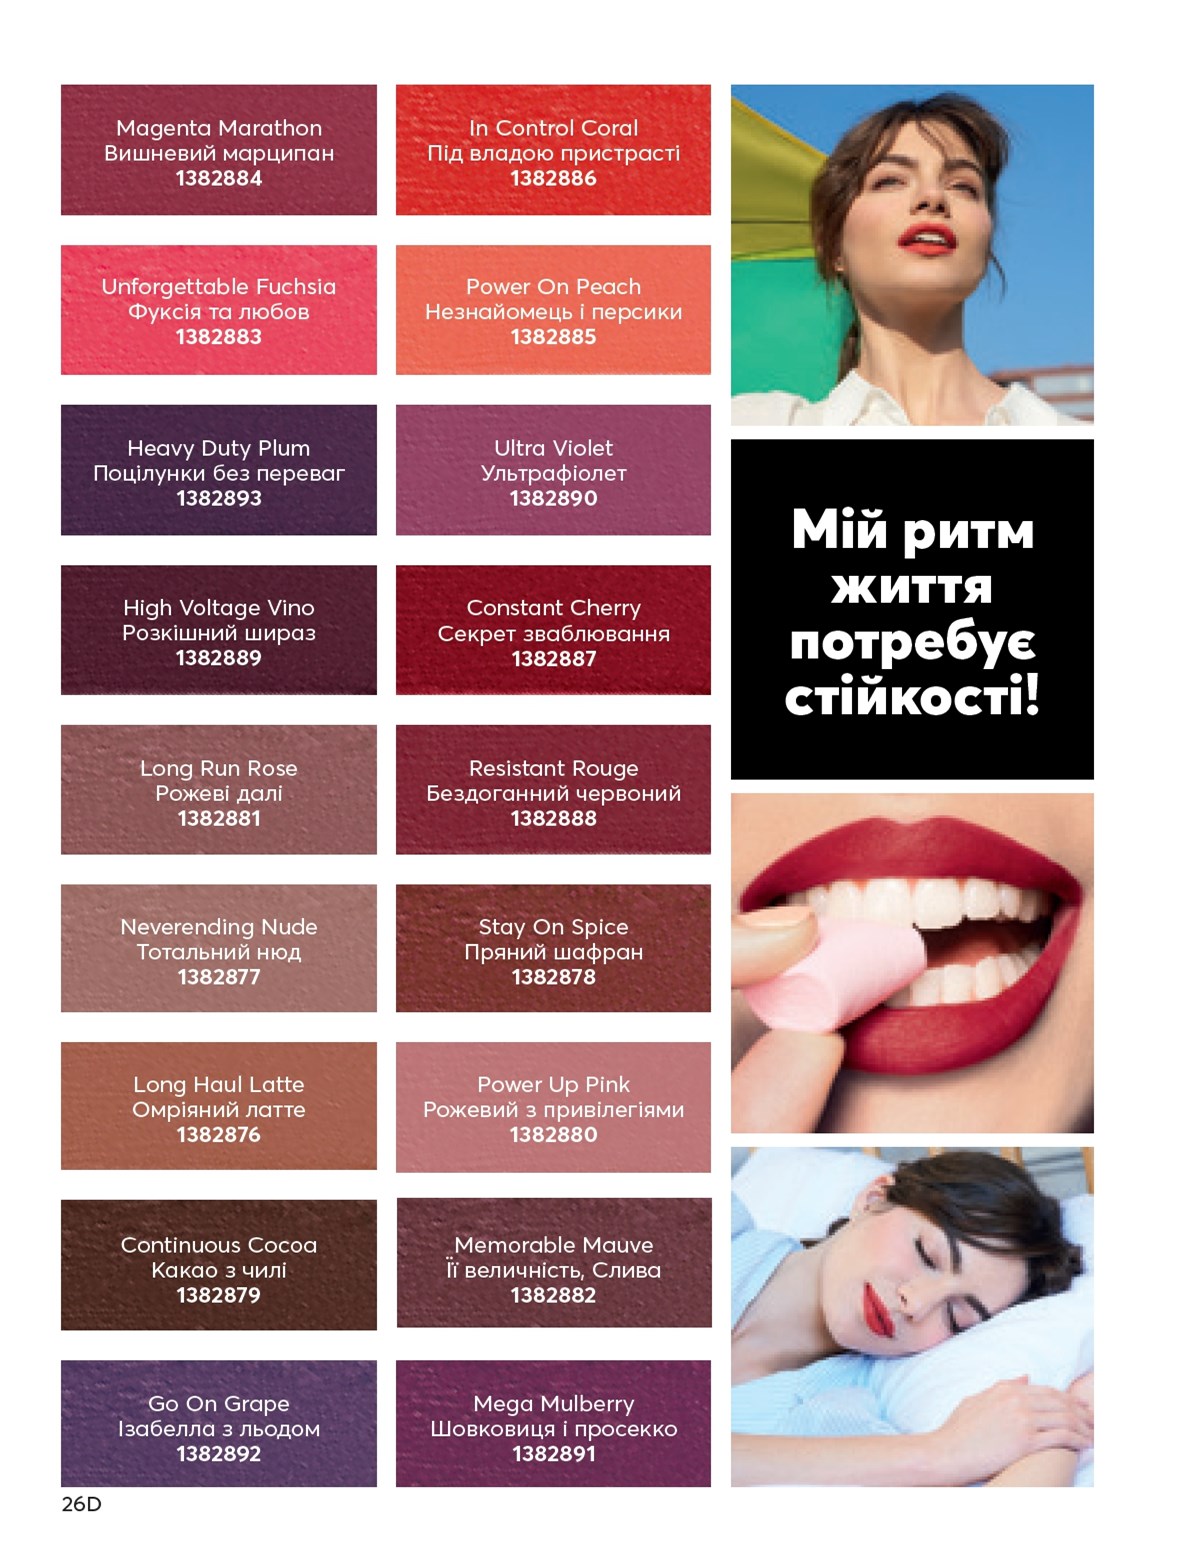 Magenta Marathon
Вишневий марципан
1382884
In Control Coral
Під владою пристрасті
1382886
Unforgettable Fuchsia
Фуксія та любов
1382883
Power On Peach
Незнайомець і персики
1382885
Heavy Duty Plum
Поцілунки без переваг
1382893
Ultra Violet
Ультрафіолет
1382890
High Voltage Vino
Розкішний шираз
1382889
Constant Cherry
Секрет зваблювання
1382887
Long Run Rose
Рожеві далі
1382881
Resistant Rouge
Бездоганний червоний
1382888
Neverending Nude
Тотальний нюд
1382877
Stay On Spice
Пряний шафран
1382878
Long Haul Latte
Омріяний латте
1382876
Power Up Pink
Рожевий з привілегіями
1382880
Continuous Cocoa
Какао з чилі
1382879
Memorable Mauve
Її величність, Слива
1382882
Go On Grape
Ізабелла з льодом
1382892
Mega Mulberry
Шовковиця і просекко
1382891
Мій ритм
життя
потребує
стійкості!
26D